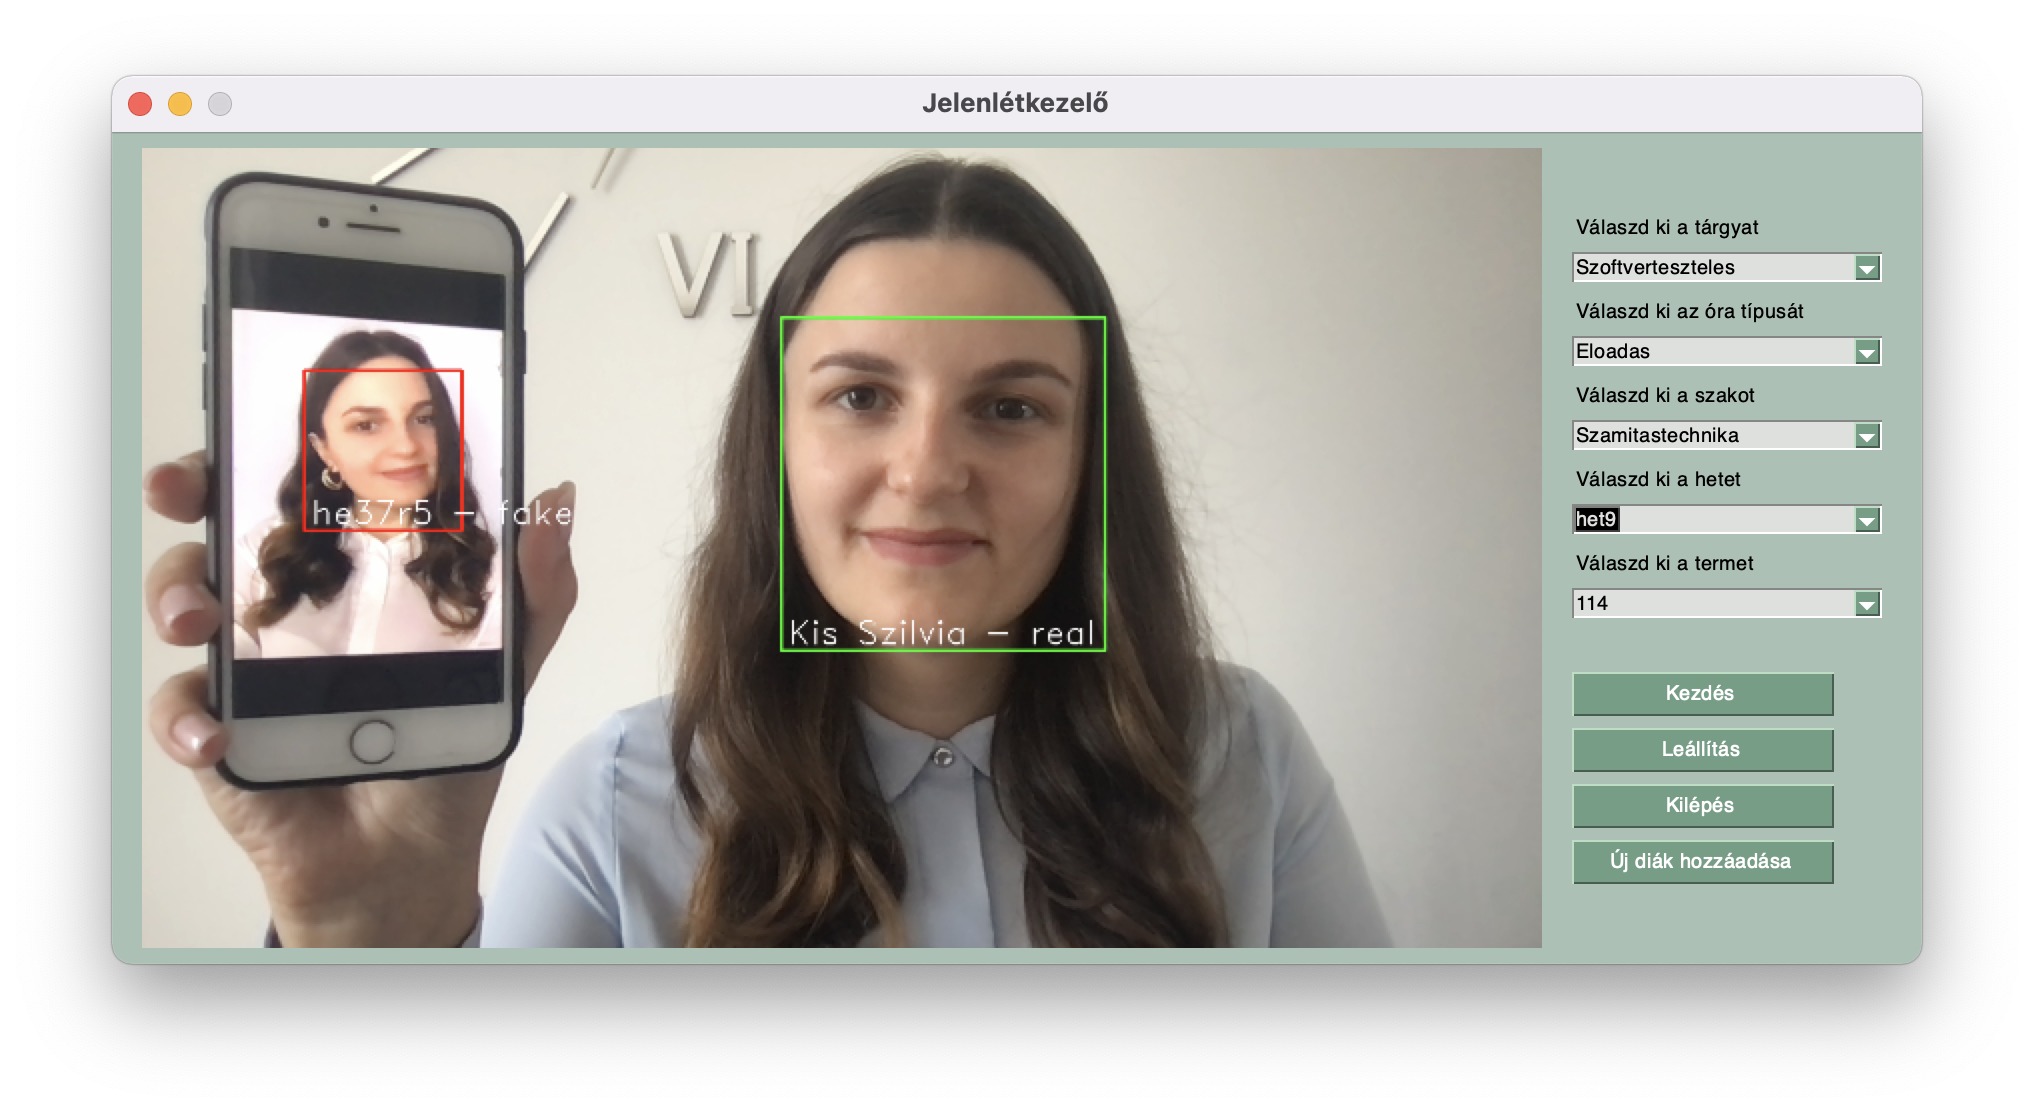 Jelenlétkezelő
VI
he37r5 - fake
Kis Szilvia - real
Válaszd ki a tárgyat
Szoftverteszteles
Válaszd ki az óra típusát
Eloadas
Válaszd ki a szakot
Szamitastechnika
Válaszd ki a hetet
het9
Válaszd ki a termet
114
Kezdés
Leállítás
Kilépés
Új diák hozzáadása